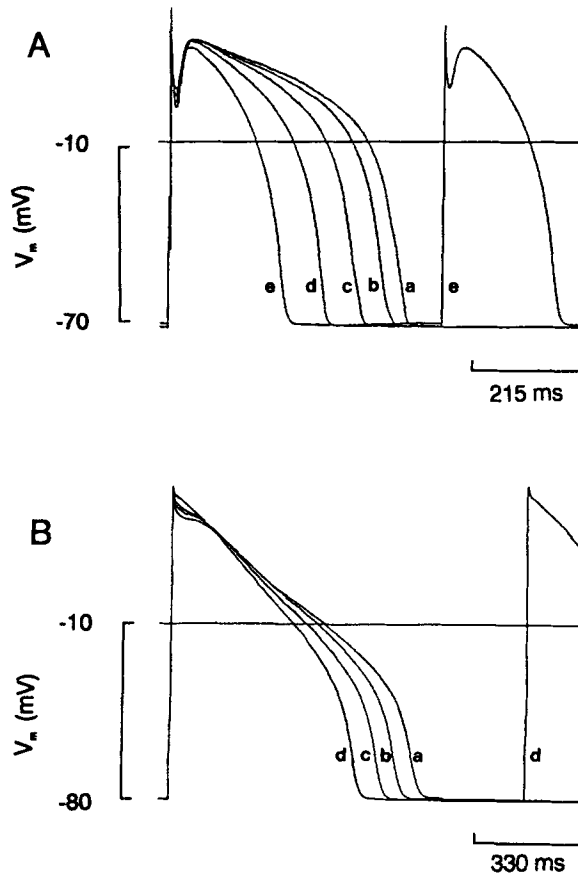 A
-10
Vm (mV)
e d c b a e
-70
215 ms
B
-10
Vm (mV)
d c b a d
-80
330 ms